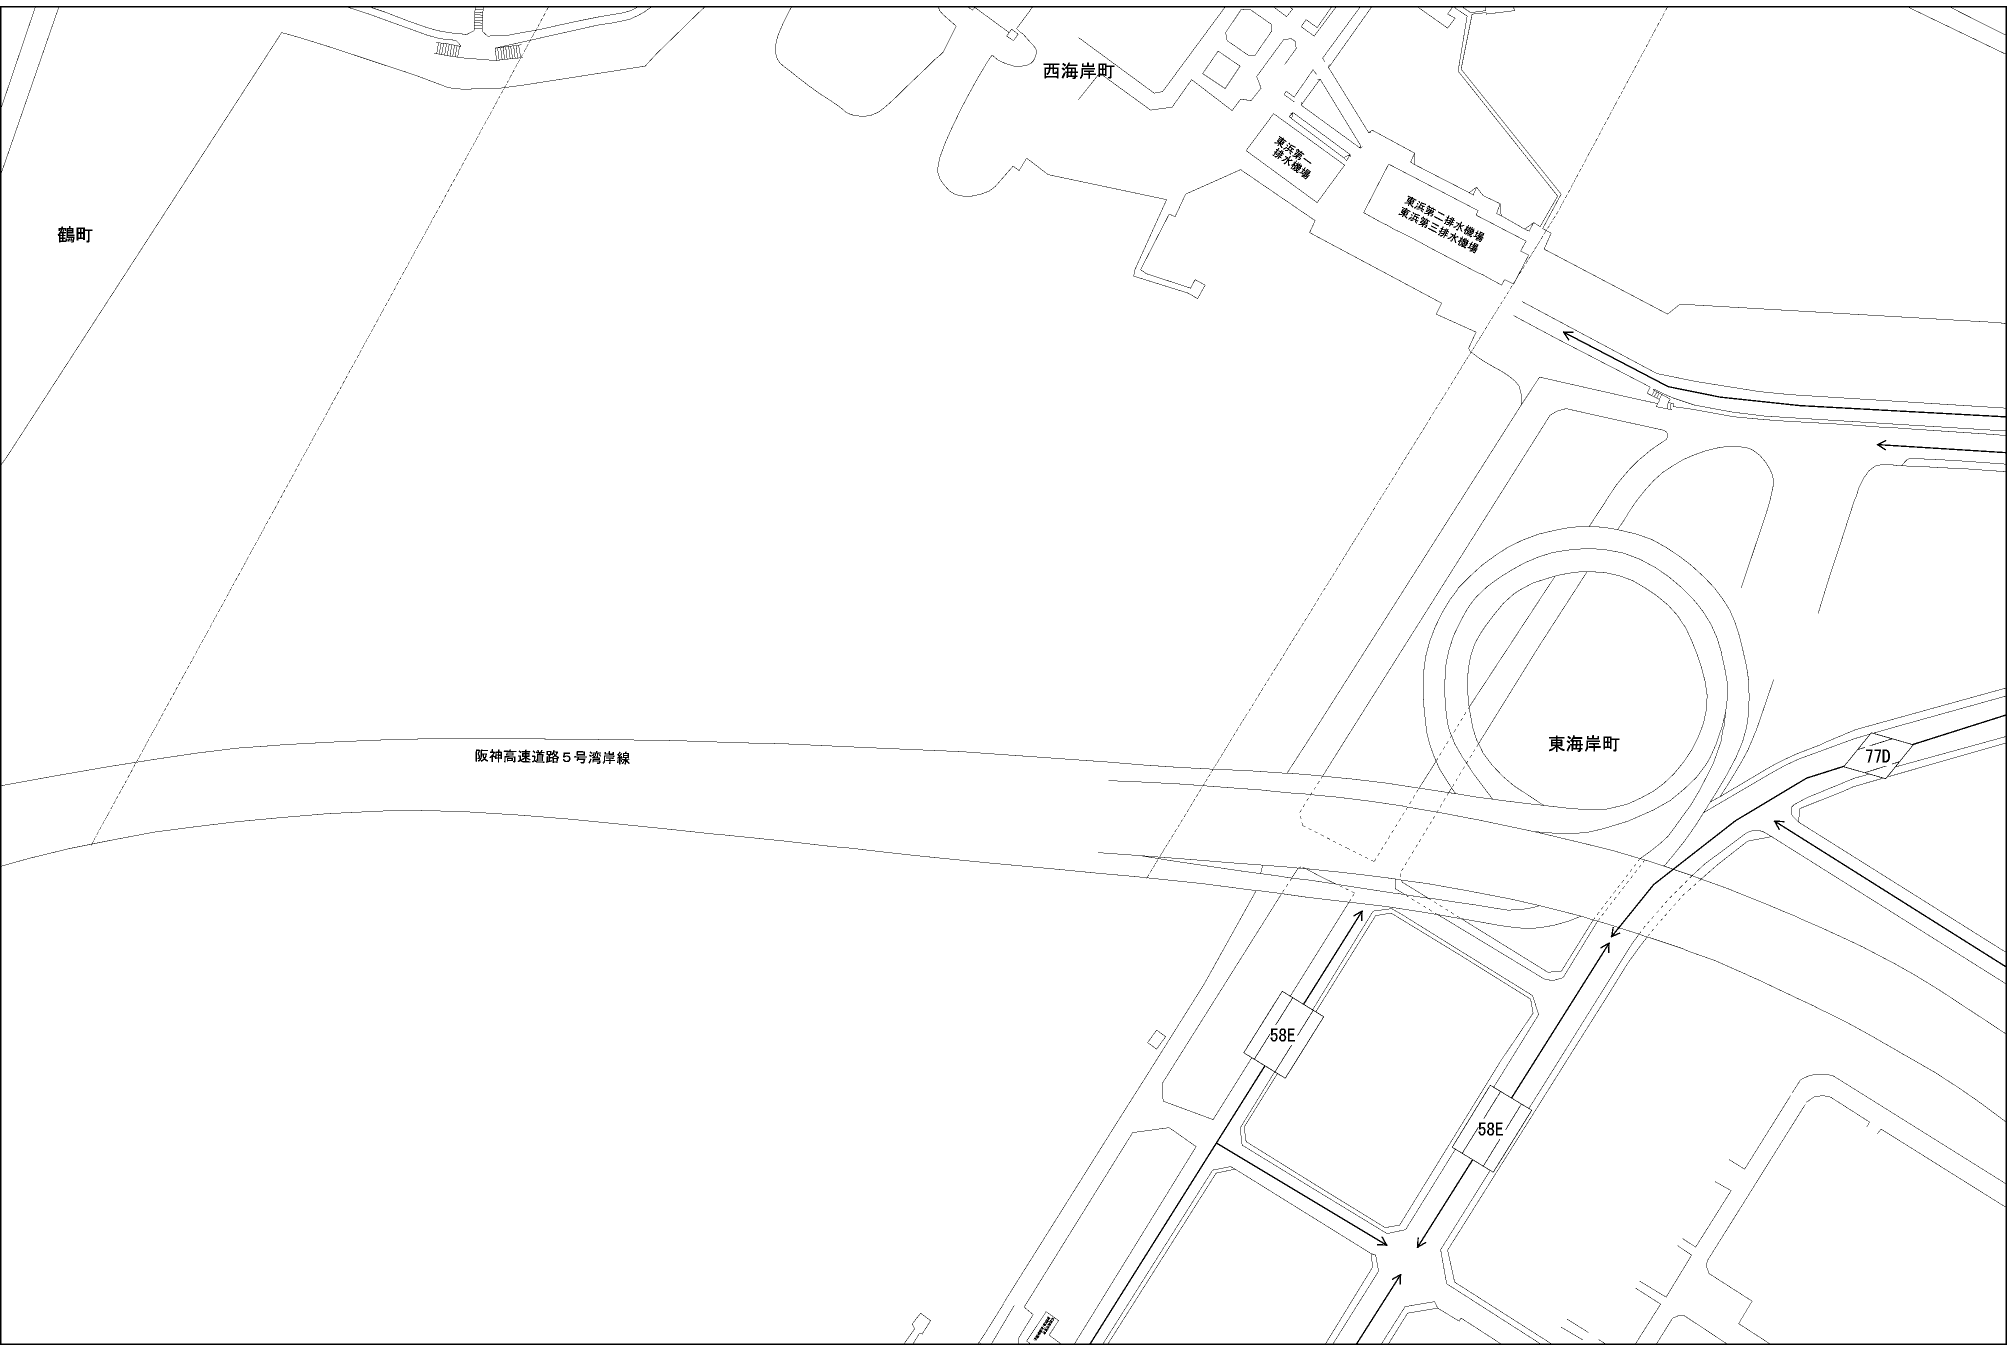 西海岸町
東浜第一
排水機場
東浜第二排水機場
東浜第三排水機場
鶴町
東海岸町
阪神高速道路５号湾岸線
77D
58E
58E